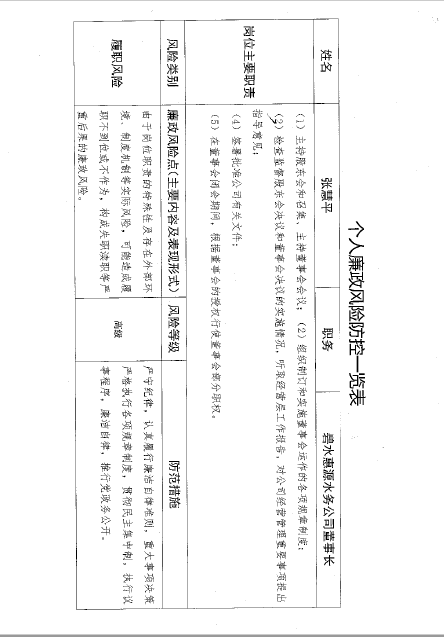 个人廉政风险防控一览表
姓名 张慧平 职务 碧水惠源水务公司董事长
岗位主要职责
（1）主持股东会和召集、主持董事会会议；（2）组织制订和实施董事会运作的各项规章制度；
（3）检查监督股东会决议和董事会决议的实施情况，听取经营层工作报告，对公司经营管理重要事项提出
指导意见；
（4）签署批准公司有关文件；
（5）在董事会闭会期间，根据董事会的授权行使董事会部分职权。
风险类别 廉政风险点(主要内容及表现形式) 风险等级 防范措施
履职风险
由于岗位职责的特殊性及存在外部环
境、制度机制等实际风险，可能造成履
职不到位或不作为，构成失职渎职等严
重后果的廉政风险。
高级
严守纪律，认真履行廉洁自律准则，重大事项决策
严格执行各项规章制度，贯彻民主集中制，执行议
事程序，廉洁自律，推行党政务公开。